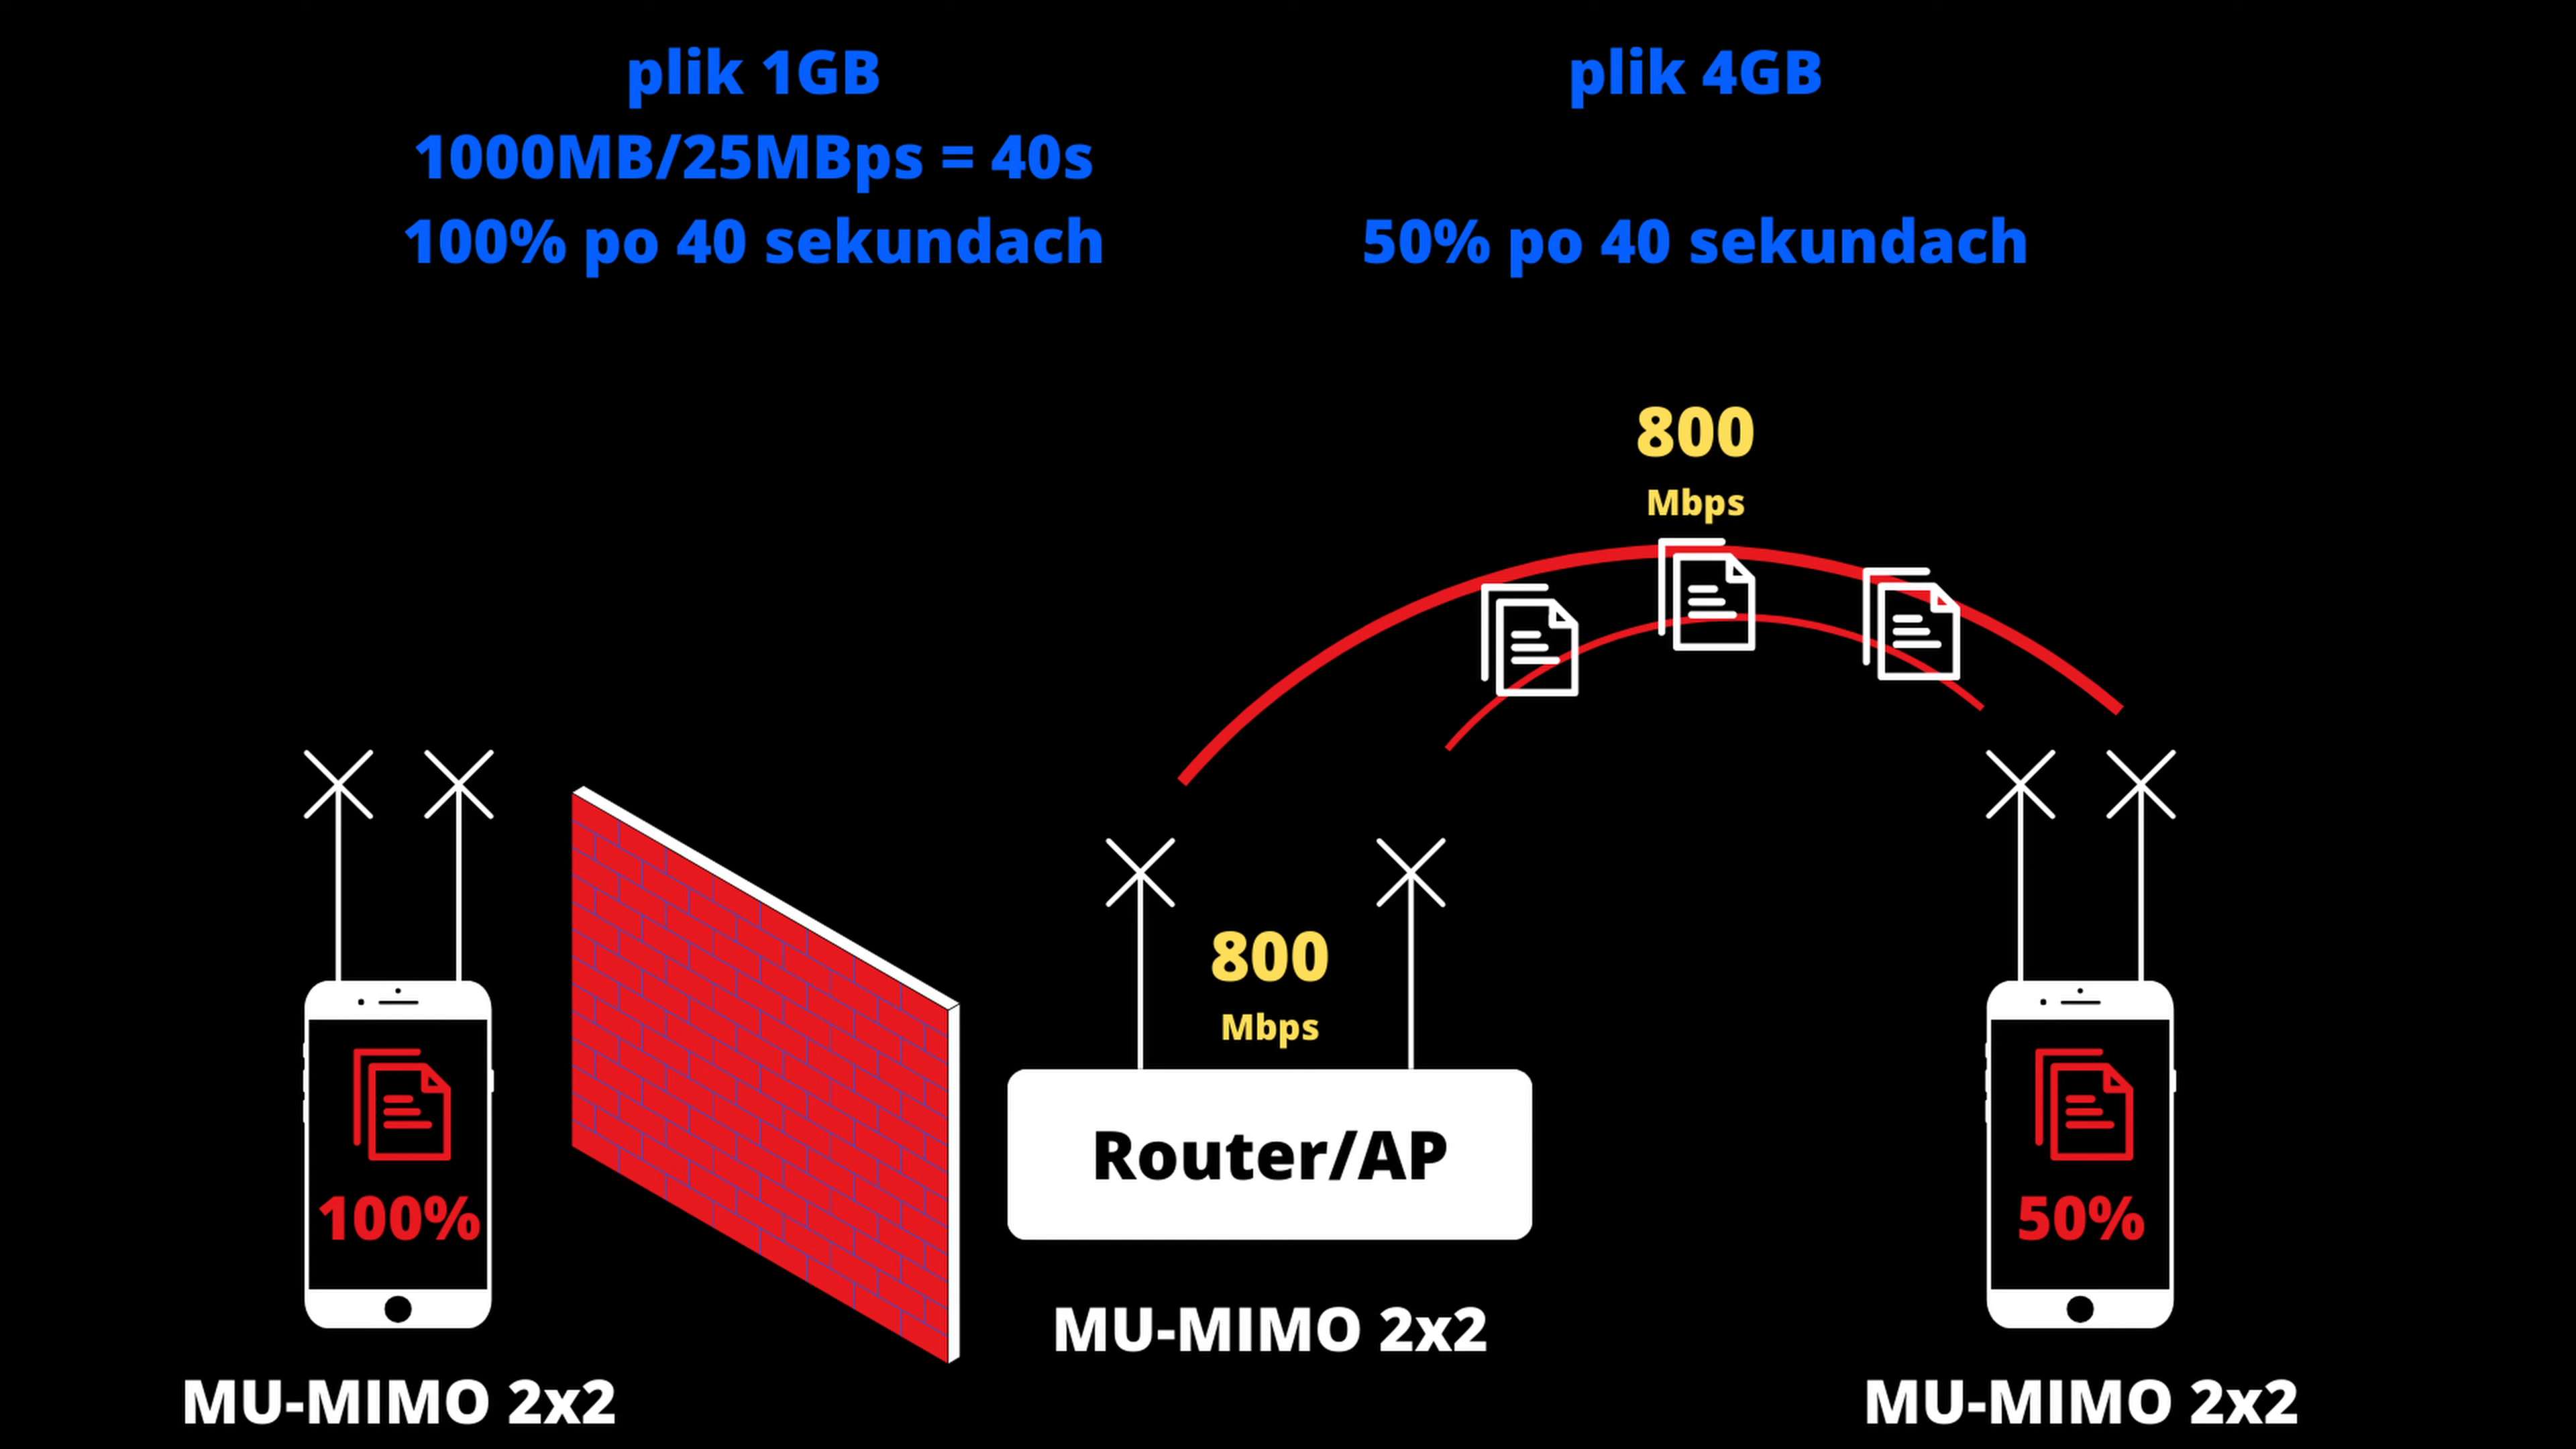 plik 1GB
1000MB/25MBps = 40s
100% po 40 sekundach
plik 4GB
50% po 40 sekundach
800
Mbps
800
Mbps
Router/AP
100%
50%
MU-MIMO 2x2
MU-MIMO 2x2
MU-MIMO 2x2